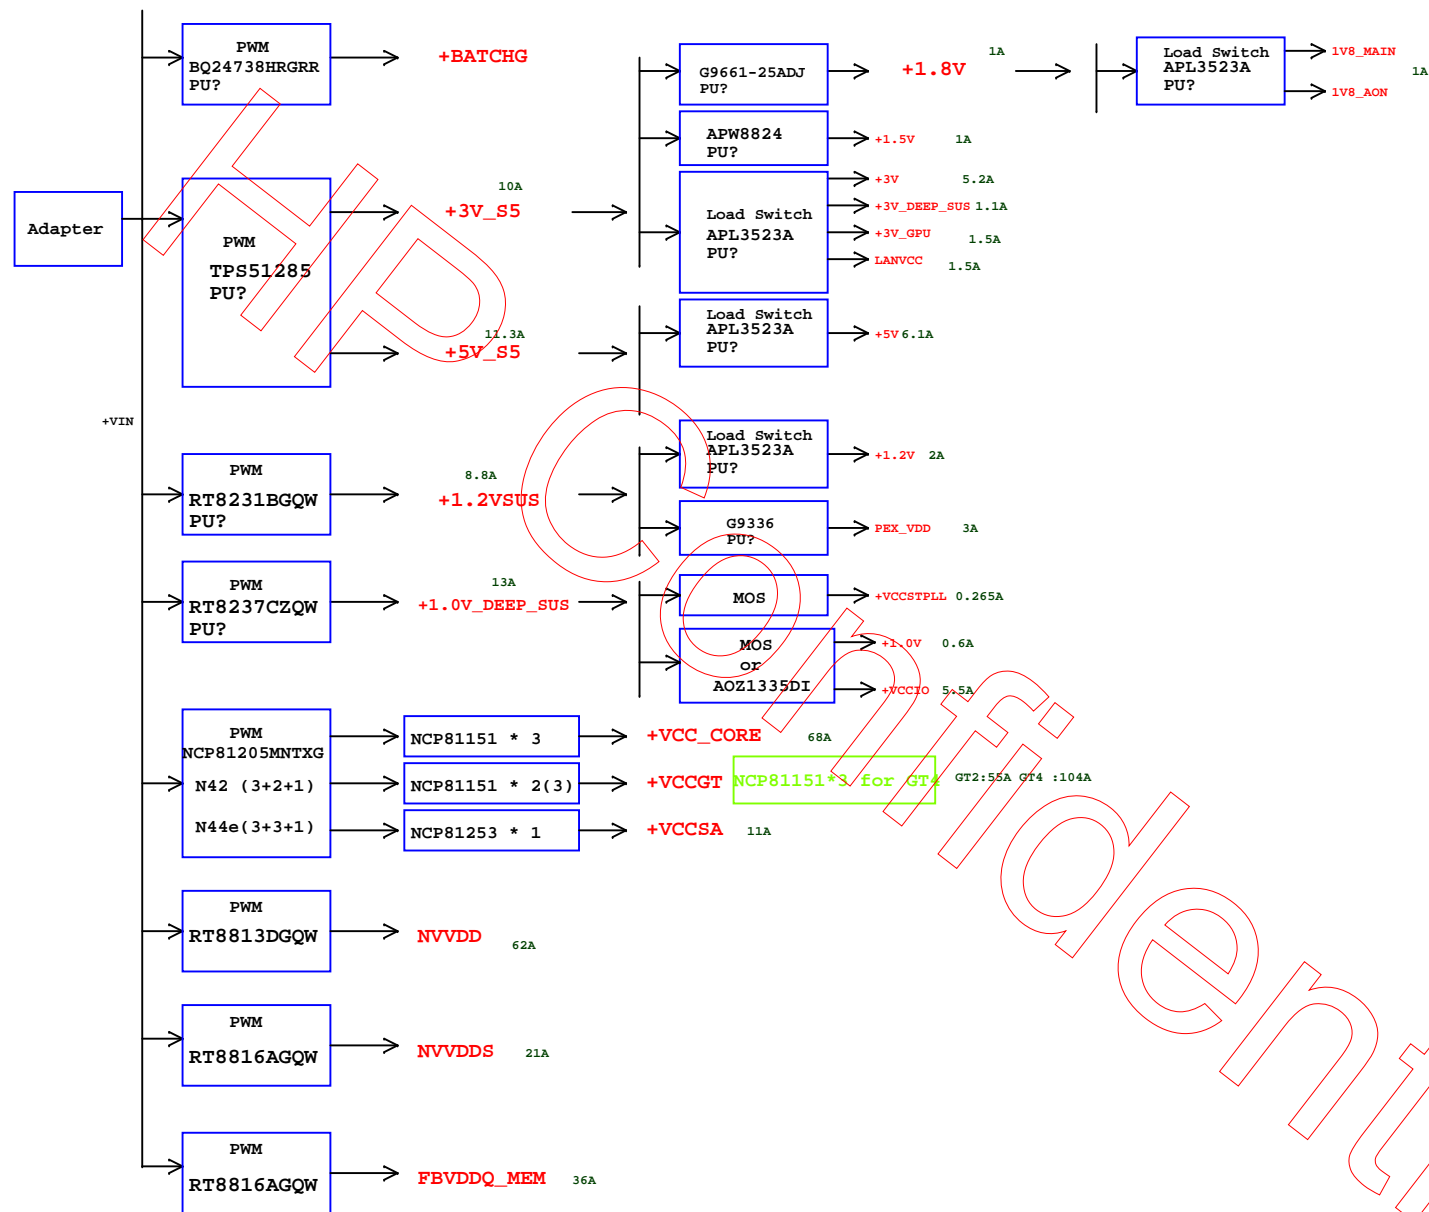 PWM
BQ24738HRGRR
PU?
+BATCHG
G9661-25ADJ
PU?
+1.8V
1A
Load Switch
APL3523A
PU?
1V8_MAIN
1A
1V8_AON
APW8824
PU?
+1.5V 1A
Adapter
PWM
TPS51285
PU?
10A
+3V_S5
Load Switch
APL3523A
PU?
+3V 5.2A
+3V_DEEP_SUS 1.1A
+3V_GPU 1.5A
LANVCC 1.5A
11.3A
+5V_S5
Load Switch
APL3523A
PU?
+5V 6.1A
+VIN
PWM
RT8231BGQW
PU?
8.8A
+1.2VSUS
Load Switch
APL3523A
PU?
+1.2V 2A
G9336
PU?
PEX_VDD 3A
PWM
RT8237CZQW
PU?
13A
+1.0V_DEEP_SUS
MOS
+VCCSTPLL 0.265A
MOS
or
AOZ1335DI
+1.0V 0.6A
+VCCIO 5.5A
PWM
NCP81205MNTXG
N42 (3+2+1)
N44e(3+3+1)
NCP81151 * 3
+VCC_CORE 68A
NCP81151 * 2(3)
+VCCGT
NCP81151*3 for GT4
GT2:55A GT4 :104A
NCP81253 * 1
+VCCSA 11A
PWM
RT8813DGQW
NVVDD 62A
PWM
RT8816AGQW
NVVDDS 21A
PWM
RT8816AGQW
FBVDDQ_MEM 36A
HP Confident